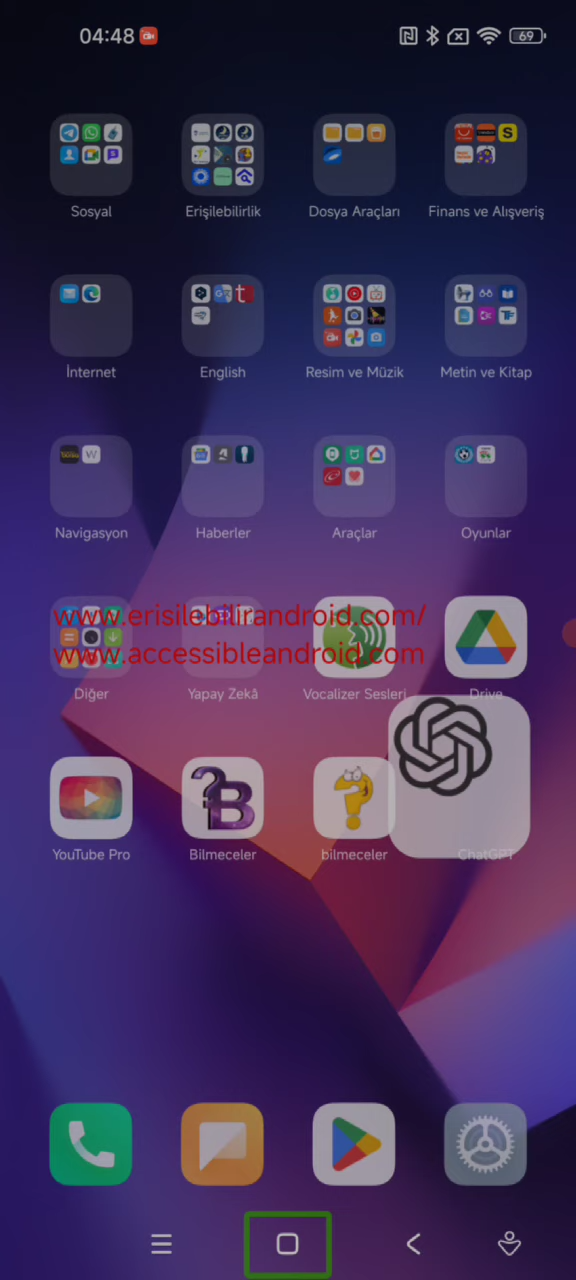 04:48
69
Sosyal
Erişilebilirlik
Dosya Araçları
Finans ve Alışveriş
İnternet
English
Resim ve Müzik
Metin ve Kitap
Navigasyon
Haberler
Araçlar
Oyunlar
www.erisilebilirandroid.com/
www.accessibleandroid.com
Diğer
Yapay Zekâ
Vocalizer Sesleri
Drive
YouTube Pro
Bilmeceler
bilmeceler
ChatGPT